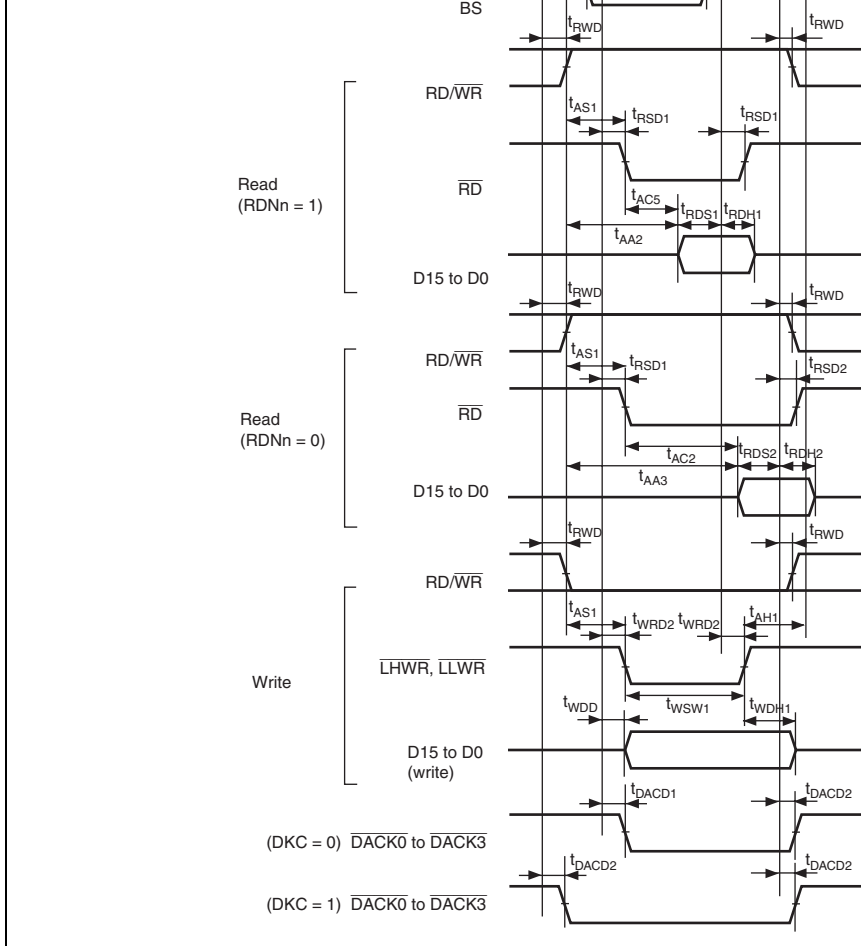 BS
tRWD tRWD
RD/WR
tAS1 tRSD1 tRSD1
Read
(RDNn = 1)
RD
tAC5 tRDS1 tRDH1
tAA2
D15 to D0
tRWD tRWD
RD/WR
tAS1 tRSD1 tRSD2
Read
(RDNn = 0)
RD
tAC2 tRDS2 tRDH2
tAA3
D15 to D0
tRWD tRWD
RD/WR
tAS1 tWRD2 tWRD2 tAH1
Write
LHWR, LLWR
tWDD tWSW1 tWDH1
D15 to D0
(write)
tDACD1 tDACD2
(DKC = 0) DACK0 to DACK3
tDACD2 tDACD2
(DKC = 1) DACK0 to DACK3